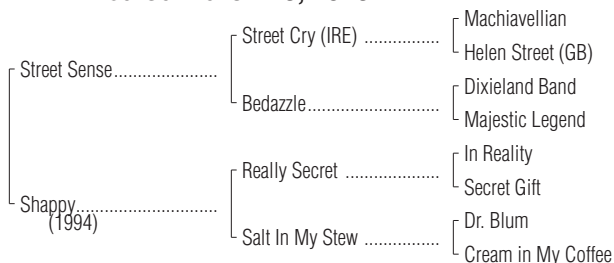 Machiavellian
Street Cry (IRE) ..................
Helen Street (GB)
Street Sense.........................
Dixieland Band
Bedazzle................................
Majestic Legend
In Reality
Really Secret .......................
Secret Gift
Shappy..................................
(1994)
Dr. Blum
Salt In My Stew ..................
Cream in My Coffee